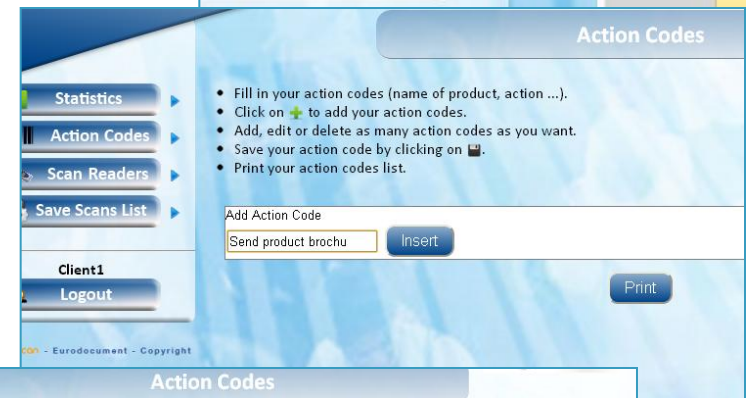 Action Codes
Statistics
Action Codes
Scan Readers
Save Scans List
Client1
Logout
• Fill in your action codes (name of product, action ...).
• Click on to add your action codes.
• Add, edit or delete as many action codes as you want.
• Save your action code by clicking on .
• Print your action codes list.
Add Action Code
Send product brochu
Insert
Print
- Eurodocument - Copyright
Action Codes